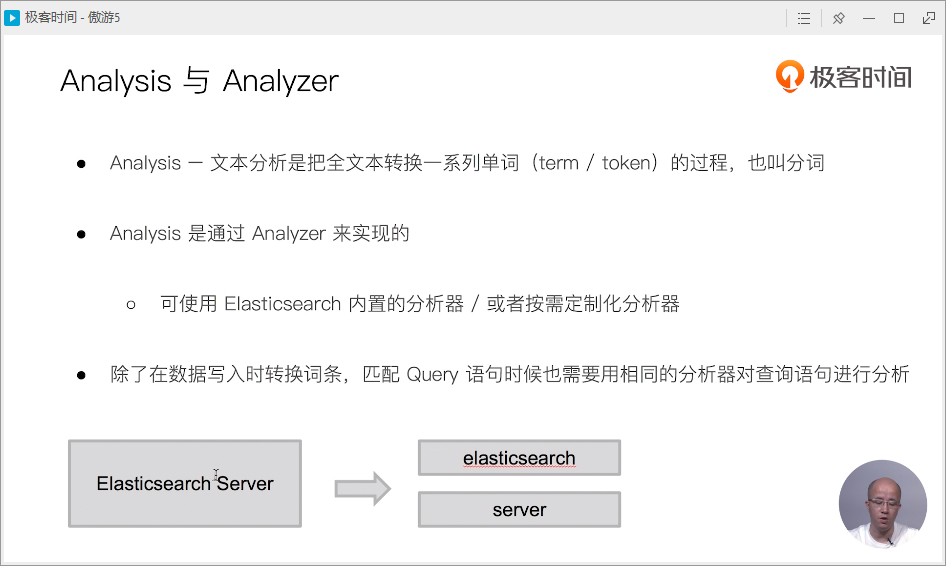 极客时间 - 傲游5
Analysis 与 Analyzer
极客时间
Analysis — 文本分析是把全文本转换一系列单词（term / token）的过程，也叫分词
Analysis 是通过 Analyzer 来实现的
可使用 Elasticsearch 内置的分析器 / 或者按需定制化分析器
除了在数据写入时转换词条，匹配 Query 语句时候也需要用相同的分析器对查询语句进行分析
Elasticsearch Server
elasticsearch
server